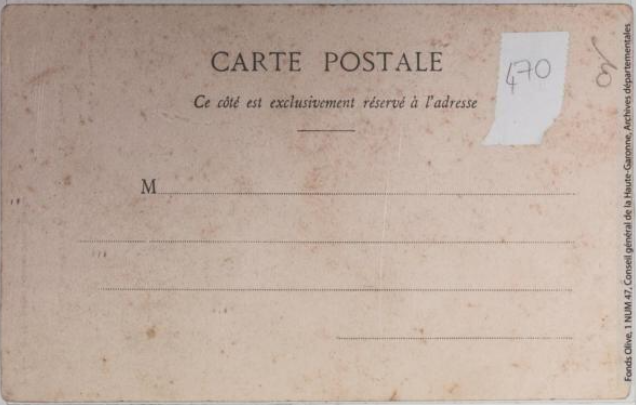 CARTE POSTALE
Ce côté est exclusivement réservé à l'adresse
470
M
Fonds Olive, 1 NUM 47, Conseil général de la Haute-Garonne, Archives départementales